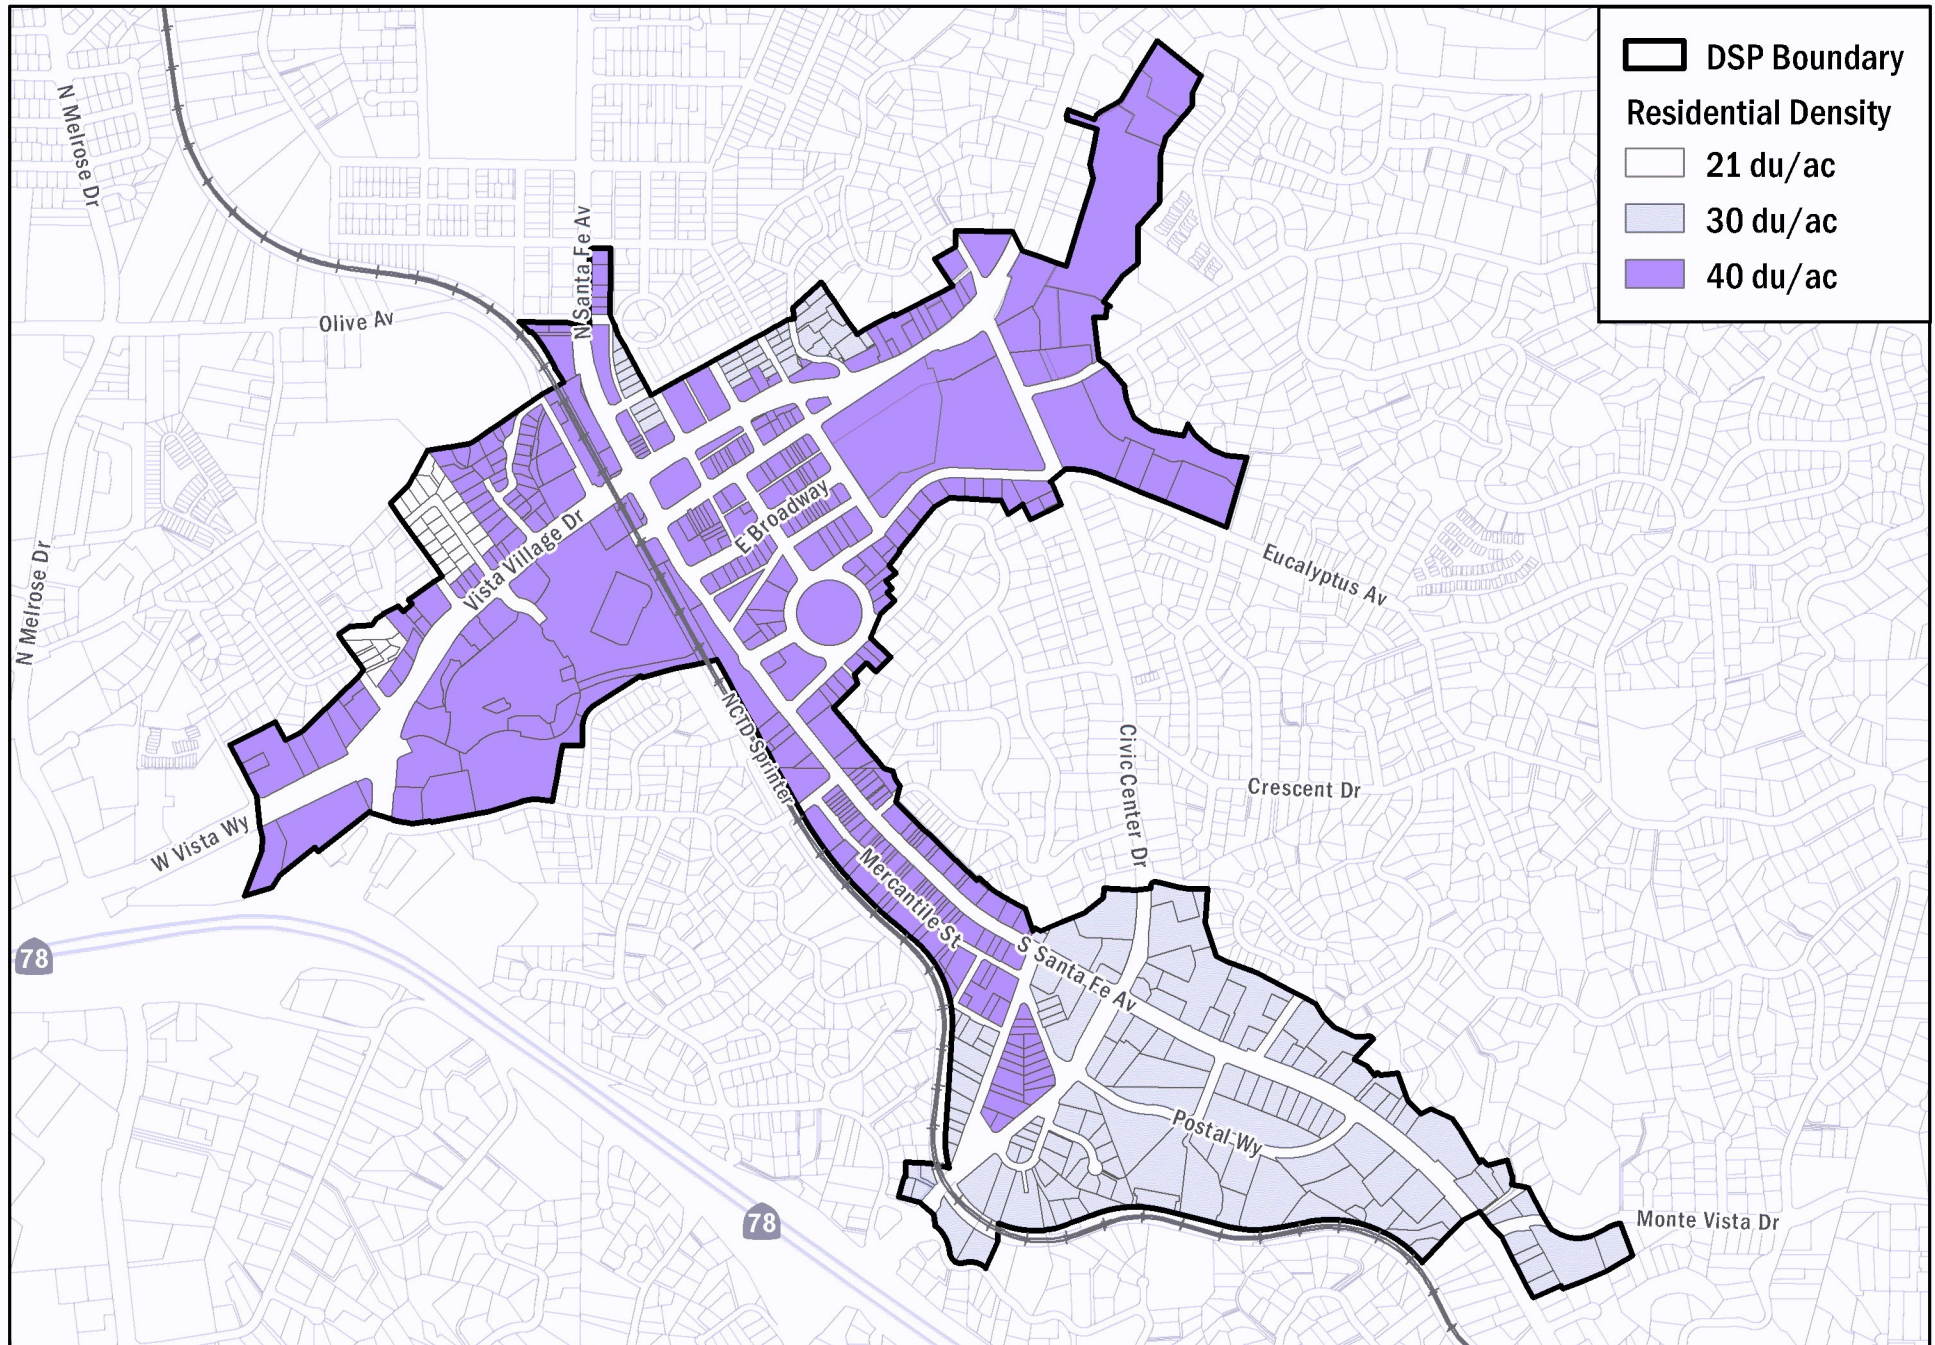 DSP Boundary
Residential Density
21 du/ac
30 du/ac
40 du/ac
N Melrose Dr
N Santa Fe Av
Olive Av
E Broadway
Vista Village Dr
Eucalyptus Av
N Melrose Dr
NCTD-Sprinter
Civic Center Dr
Crescent Dr
W Vista Wy
Mercantile St
78
S Santa Fe Av
Postal Wy
78
Monte Vista Dr